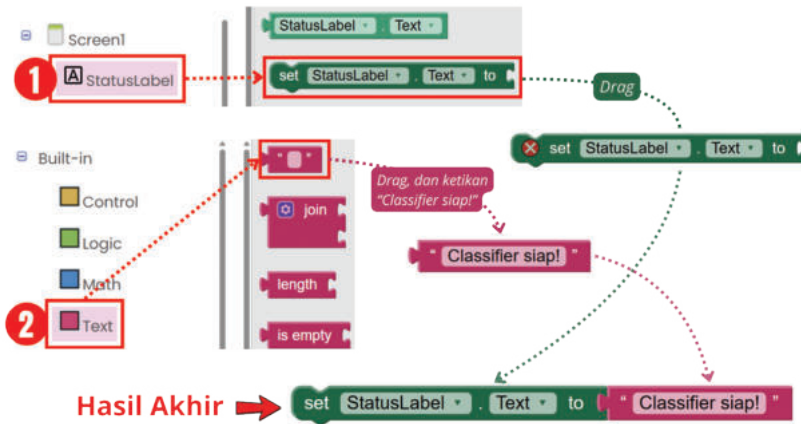 Screen1
StatusLabel . Text
1 StatusLabel
set StatusLabel . Text to
Drag
set StatusLabel . Text to
Built-in
Control
Logic
Math
2 Text
" "
Drag, dan ketikan
"Classifier siap!"
join
length
is empty
" Classifier siap! "
Hasil Akhir
set StatusLabel . Text to " Classifier siap! "